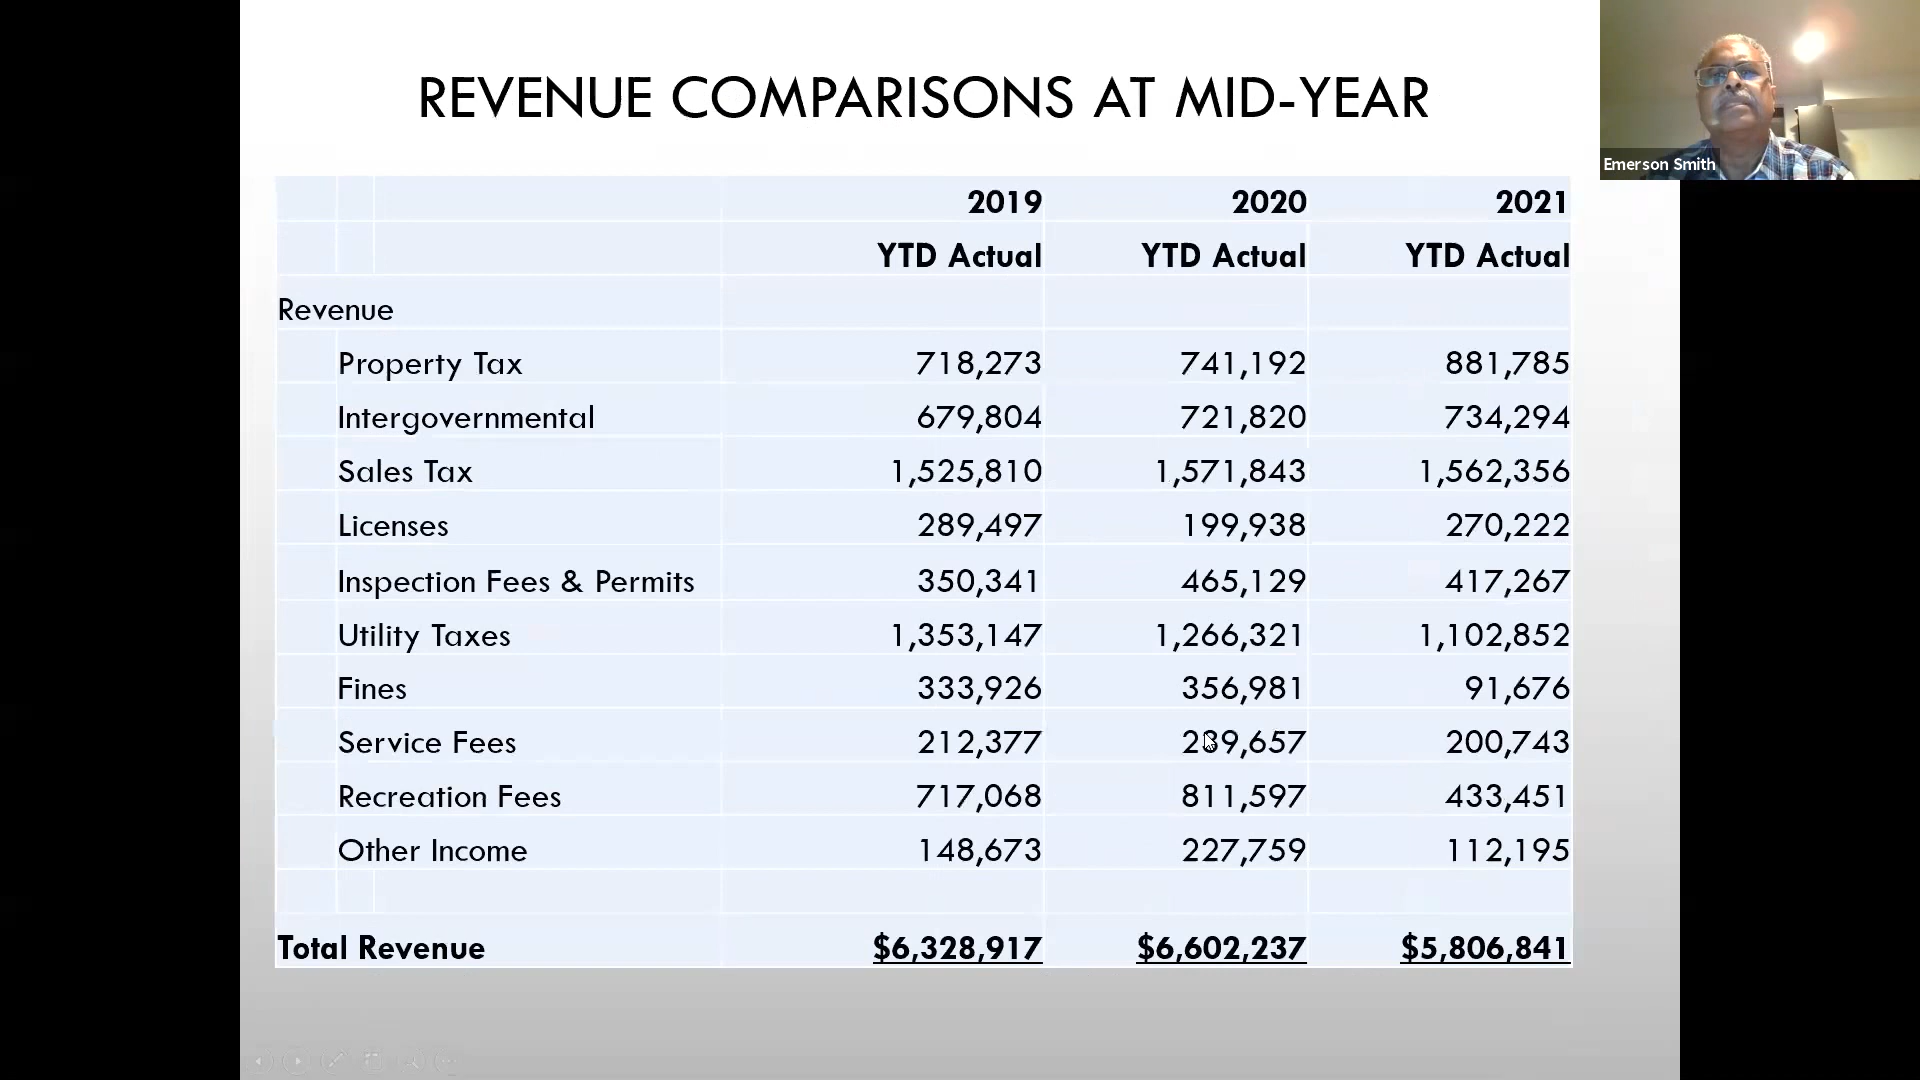 REVENUE COMPARISONS AT MID-YEAR
Emerson Smith
2019 2020 2021
YTD Actual YTD Actual YTD Actual
Revenue
Property Tax 718,273 741,192 881,785
Intergovernmental 679,804 721,820 734,294
Sales Tax 1,525,810 1,571,843 1,562,356
Licenses 289,497 199,938 270,222
Inspection Fees & Permits 350,341 465,129 417,267
Utility Taxes 1,353,147 1,266,321 1,102,852
Fines 333,926 356,981 91,676
Service Fees 212,377 239,657 200,743
Recreation Fees 717,068 811,597 433,451
Other Income 148,673 227,759 112,195
Total Revenue $6,328,917 $6,602,237 $5,806,841